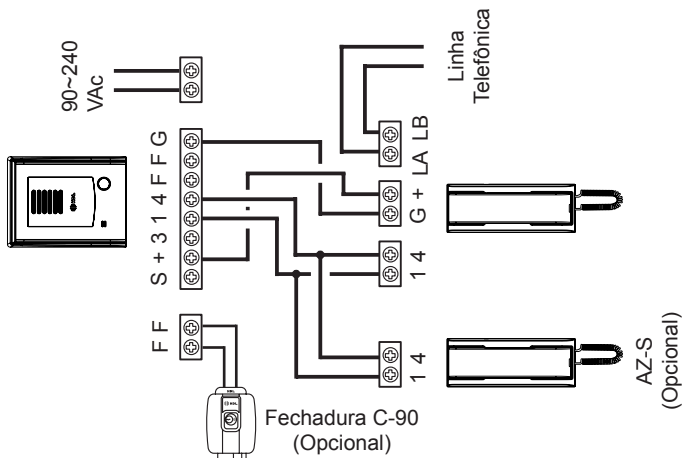 90~240
VAc
S + 3 1 4 F F G
F F
Fechadura C-90
(Opcional)
Linha
Telefônica
LA LB
G +
1 4
1 4
AZ-S
(Opcional)
HDL